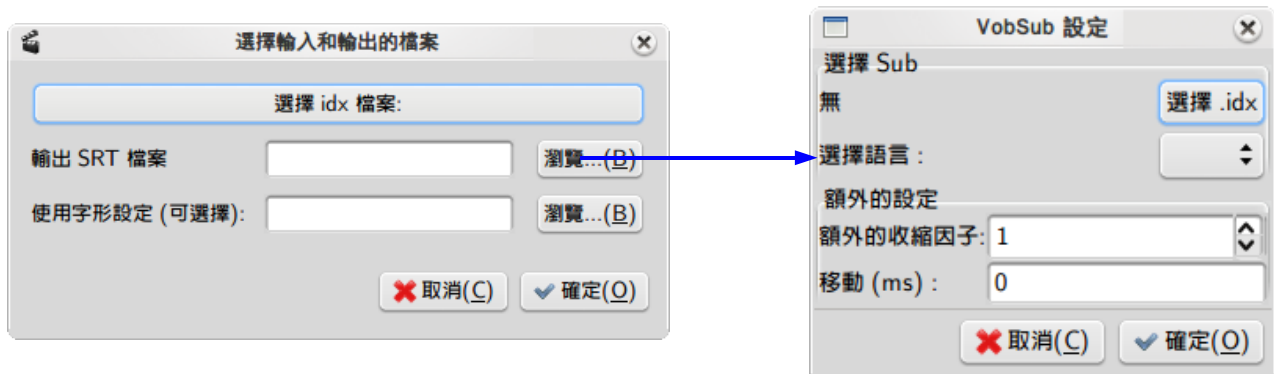 選擇輸入和輸出的檔案
選擇 idx 檔案:
輸出 SRT 檔案
瀏覽...(B)
使用字形設定 (可選擇):
瀏覽...(B)
取消(C)
確定(O)
VobSub 設定
選擇 Sub
無
選擇 .idx
選擇語言 :
額外的設定
額外的收縮因子: 1
移動 (ms) : 0
取消(C)
確定(O)